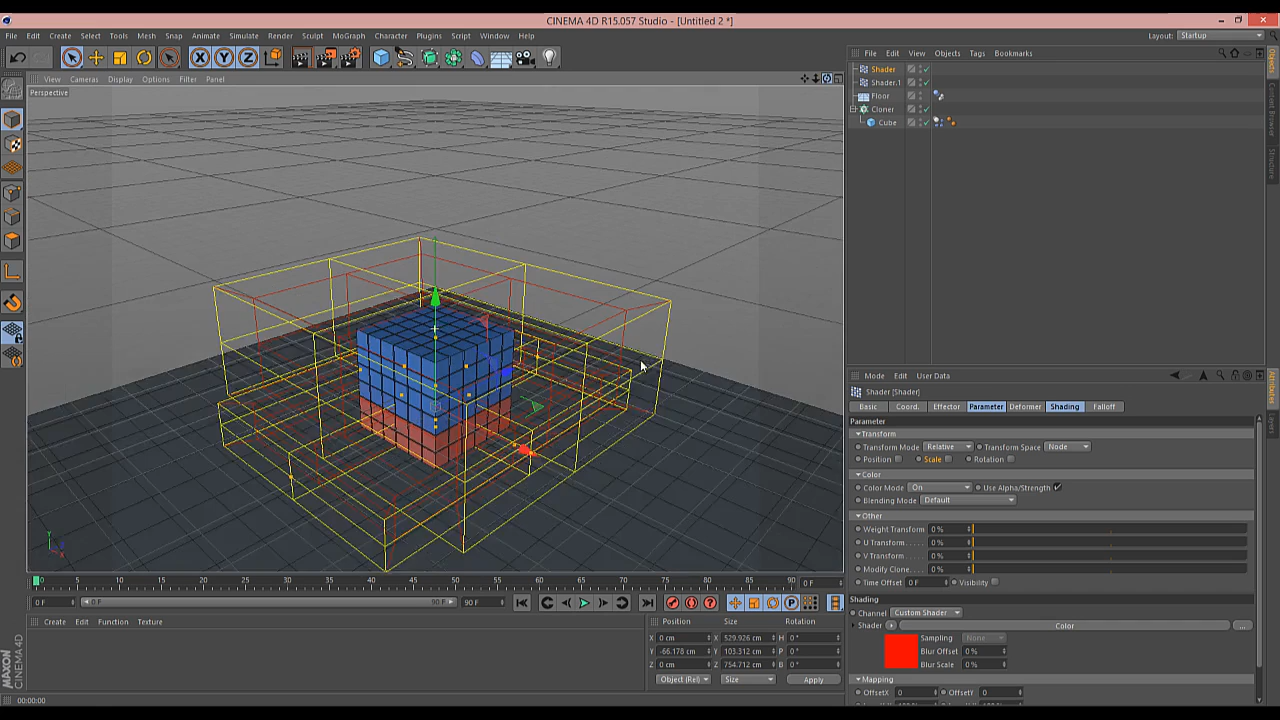 CINEMA 4D R15.057 Studio - [Untitled 2 *]
File Edit Create Select Tools Mesh Snap Animate Simulate Render Sculpt MoGraph Character Plugins Script Window Help
Layout: Startup
X Y Z
View Cameras Display Options Filter Panel
Perspective
File Edit View Objects Tags Bookmarks
Shader
Shader.1
Floor
Cloner
Cube
Objects
Content Browser
Structure
Mode Edit User Data
Attributes
Layers
Shader [Shader]
Basic Coord. Effector Parameter Deformer Shading Falloff
Parameter
Transform
Transform Mode Relative Transform Space Node
Position Scale Rotation
Color
Color Mode On Use Alpha/Strength
Blending Mode Default
Other
Weight Transform 0 %
U Transform . . . . . 0 %
V Transform . . . . . 0 %
Modify Clone. . . . 0 %
Time Offset 0 F Visibility
Shading
Channel Custom Shader
Shader Color ...
Sampling None
Blur Offset 0 %
Blur Scale 0 %
Mapping
OffsetX 0 OffsetY 0
Y X
0 5 10 15 20 25 30 35 40 45 50 55 60 65 70 75 80 85 90 0 F
0 F 0 F 90 F 90 F
P
Create Edit Function Texture
Position Size Rotation
X 0 cm X 529.926 cm H 0 °
Y -66.178 cm Y 103.312 cm P 0 °
Z 0 cm Z 754.712 cm B 0 °
Object (Rel) Size Apply
MAXON CINEMA 4D
00:00:00